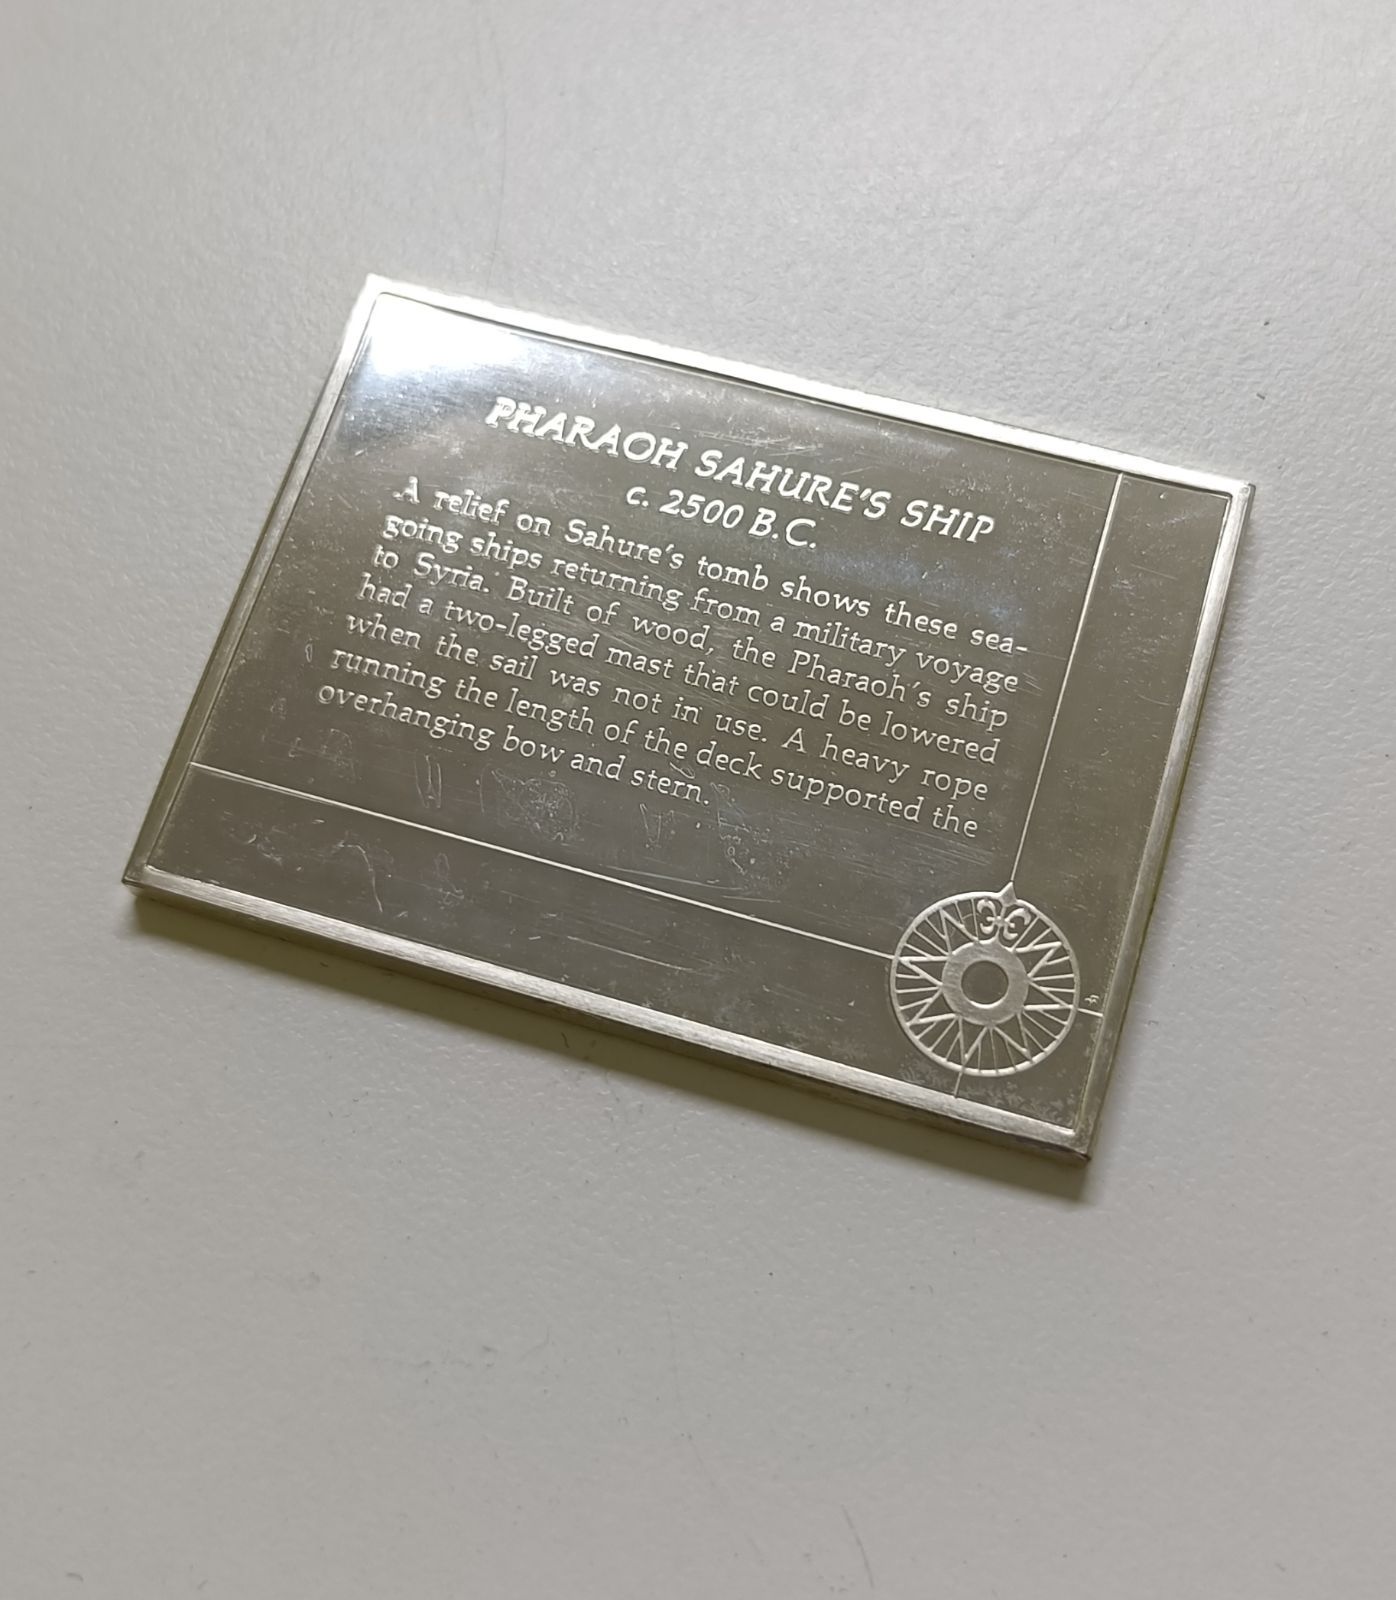 PHARAOH SAHURE'S SHIP
c. 2500 B.C.
A relief on Sahure's tomb shows these sea-
going ships returning from a military voyage
to Syria. Built of wood, the Pharaoh's ship
had a two-legged mast that could be lowered
when the sail was not in use. A heavy rope
running the length of the deck supported the
overhanging bow and stern.